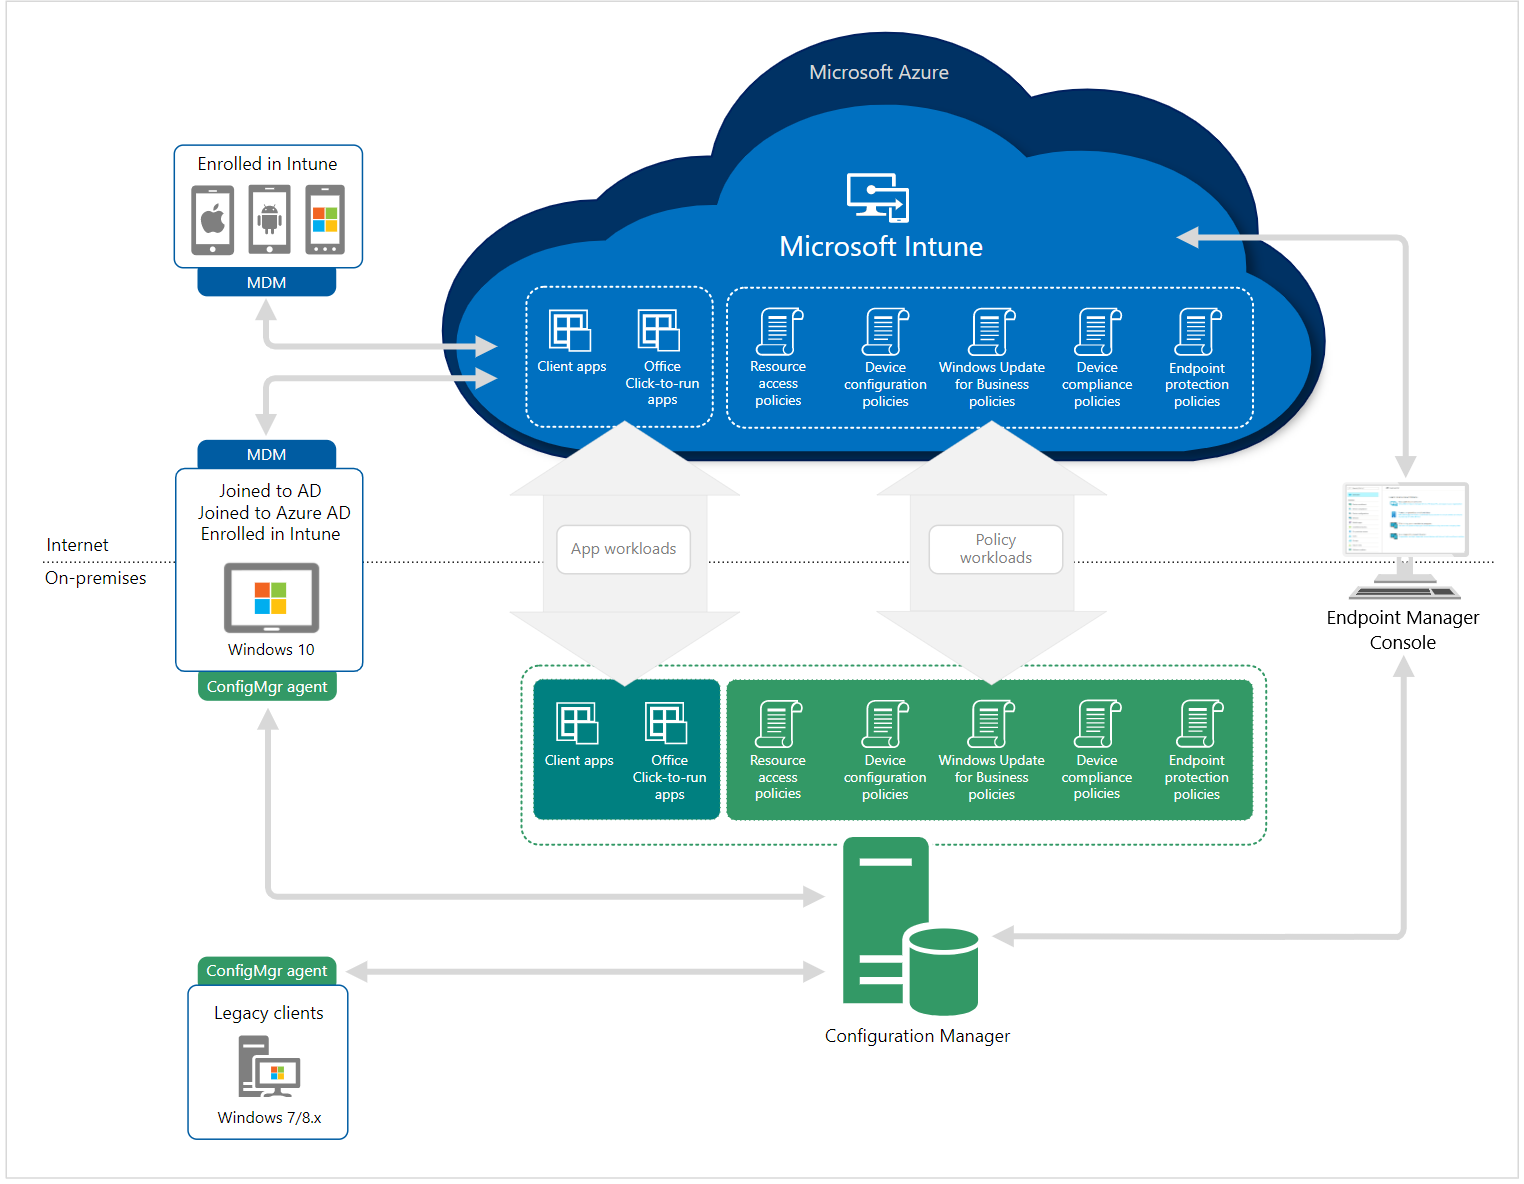 Microsoft Azure
Enrolled in Intune
MDM
Microsoft Intune
Client apps
Office
Click-to-run
apps
Resource
access
policies
Device
configuration
policies
Windows Update
for Business
policies
Device
compliance
policies
Endpoint
protection
policies
MDM
Joined to AD
Joined to Azure AD
Enrolled in Intune
Windows 10
ConfigMgr agent
Internet
On-premises
App workloads
Policy
workloads
Endpoint Manager
Console
Client apps
Office
Click-to-run
apps
Resource
access
policies
Device
configuration
policies
Windows Update
for Business
policies
Device
compliance
policies
Endpoint
protection
policies
Configuration Manager
ConfigMgr agent
Legacy clients
Windows 7/8.x